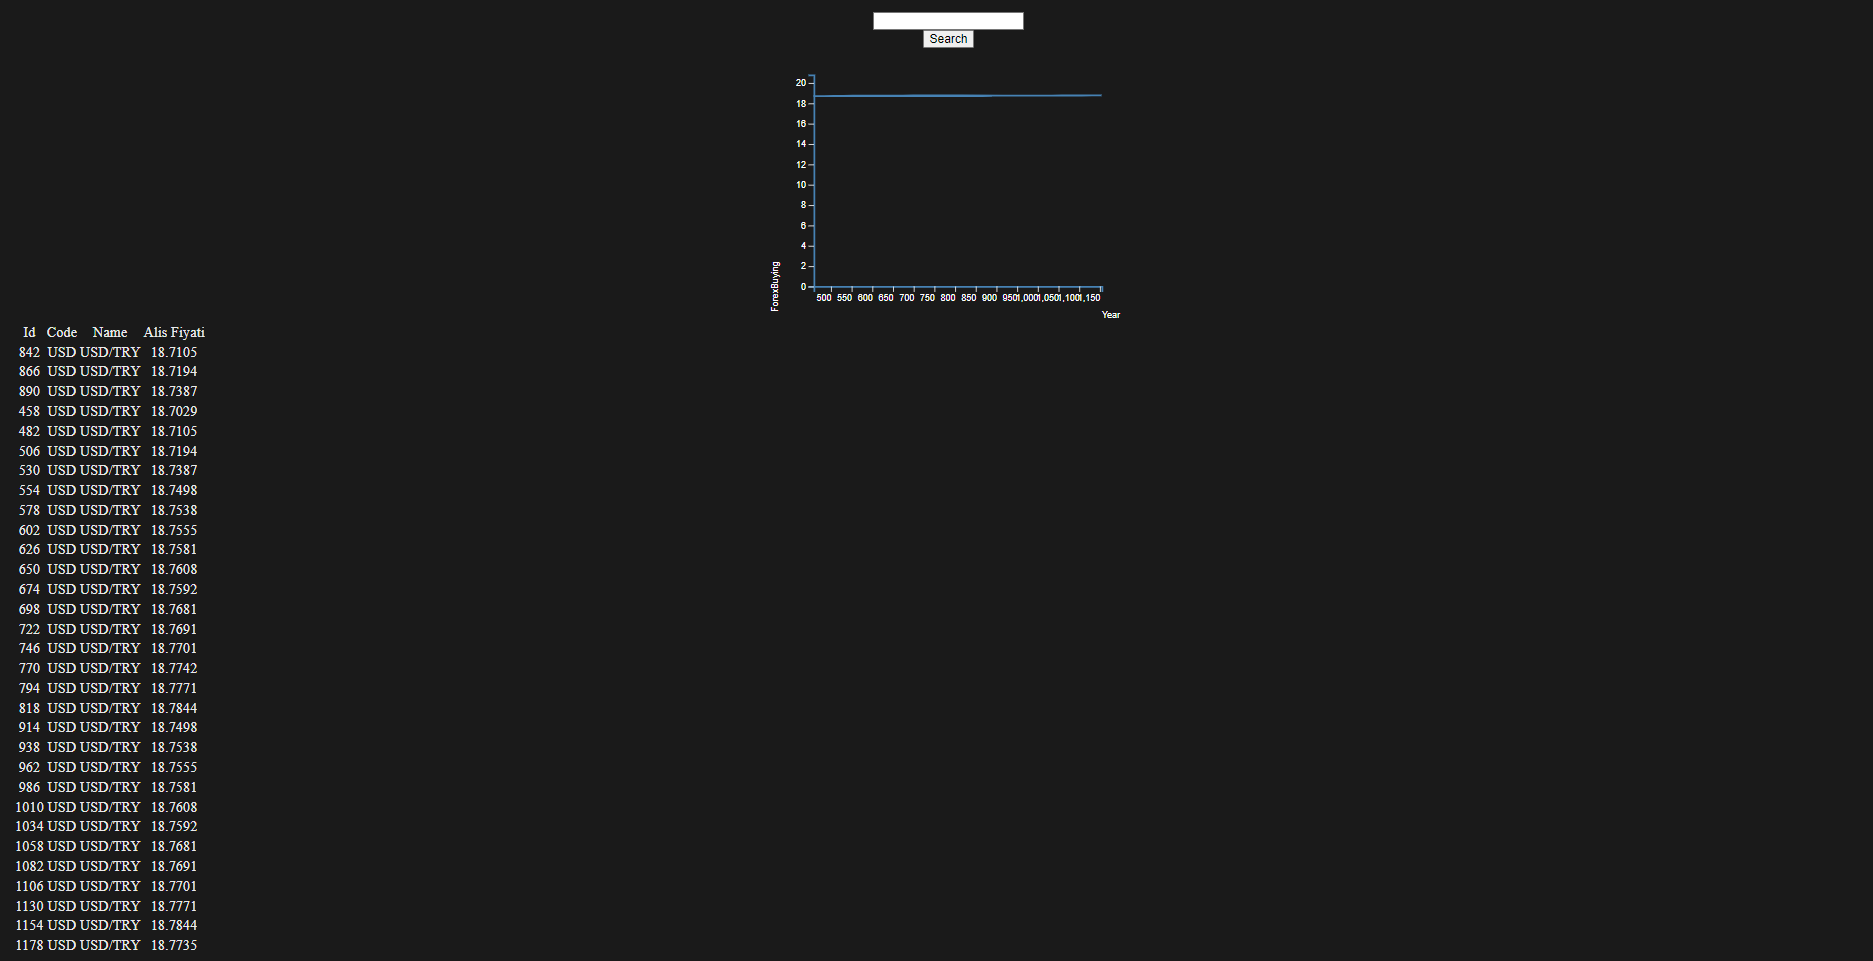 Search
20
18
16
14
12
10
8
6
4
2
0
ForexBuying
500 550 600 650 700 750 800 850 900 950 1,000 1,050 1,100 1,150
Year
Id Code Name Alis Fiyati
842 USD USD/TRY 18.7105
866 USD USD/TRY 18.7194
890 USD USD/TRY 18.7387
458 USD USD/TRY 18.7029
482 USD USD/TRY 18.7105
506 USD USD/TRY 18.7194
530 USD USD/TRY 18.7387
554 USD USD/TRY 18.7498
578 USD USD/TRY 18.7538
602 USD USD/TRY 18.7555
626 USD USD/TRY 18.7581
650 USD USD/TRY 18.7608
674 USD USD/TRY 18.7592
698 USD USD/TRY 18.7681
722 USD USD/TRY 18.7691
746 USD USD/TRY 18.7701
770 USD USD/TRY 18.7742
794 USD USD/TRY 18.7771
818 USD USD/TRY 18.7844
914 USD USD/TRY 18.7498
938 USD USD/TRY 18.7538
962 USD USD/TRY 18.7555
986 USD USD/TRY 18.7581
1010 USD USD/TRY 18.7608
1034 USD USD/TRY 18.7592
1058 USD USD/TRY 18.7681
1082 USD USD/TRY 18.7691
1106 USD USD/TRY 18.7701
1130 USD USD/TRY 18.7771
1154 USD USD/TRY 18.7844
1178 USD USD/TRY 18.7735